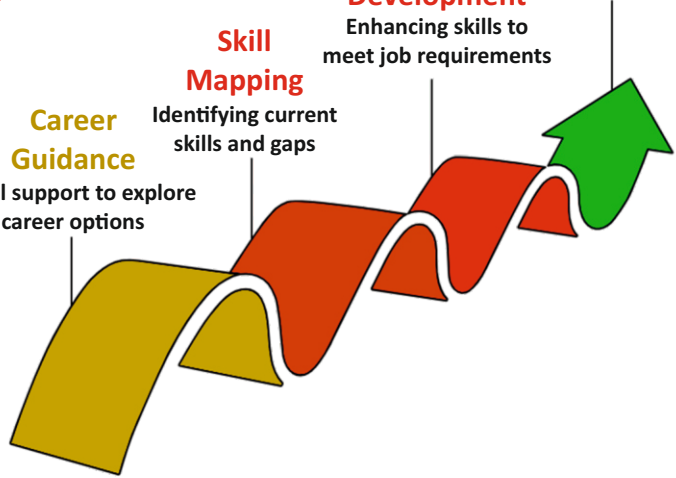 Development
Enhancing skills to
meet job requirements
Skill
Mapping
Identifying current
skills and gaps
Career
Guidance
l support to explore
career options